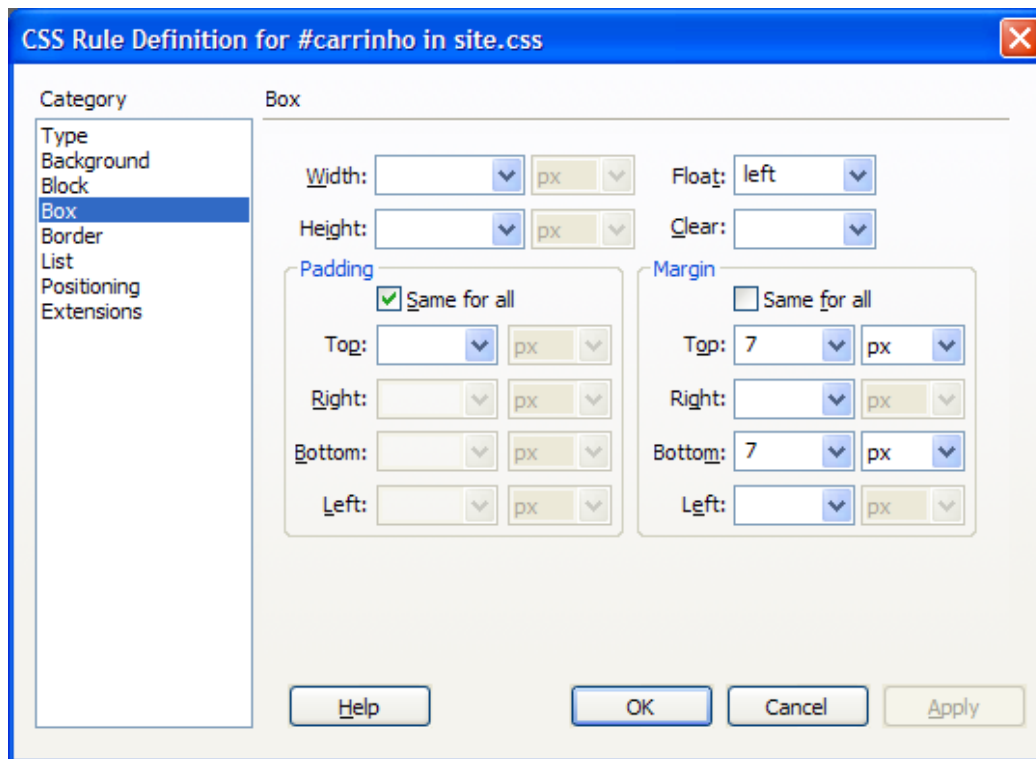 CSS Rule Definition for #carrinho in site.css
Category
Box
Type
Background
Block
Box
Border
List
Positioning
Extensions
Width: px Float: left
Height: px Clear:
Padding Margin
Same for all Same for all
Top: px Top: 7 px
Right: px Right: px
Bottom: px Bottom: 7 px
Left: px Left: px
Help OK Cancel Apply